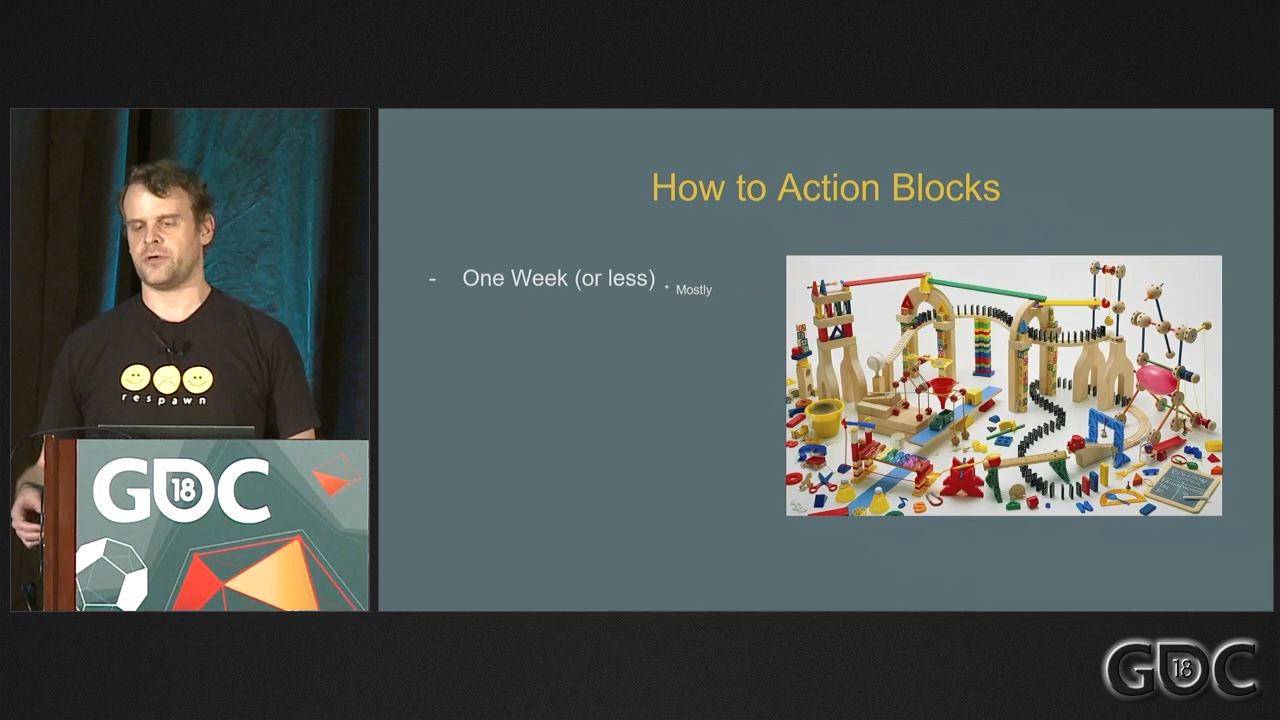 How to Action Blocks
- One Week (or less) * Mostly
respawn
GDC
18
GDC
18